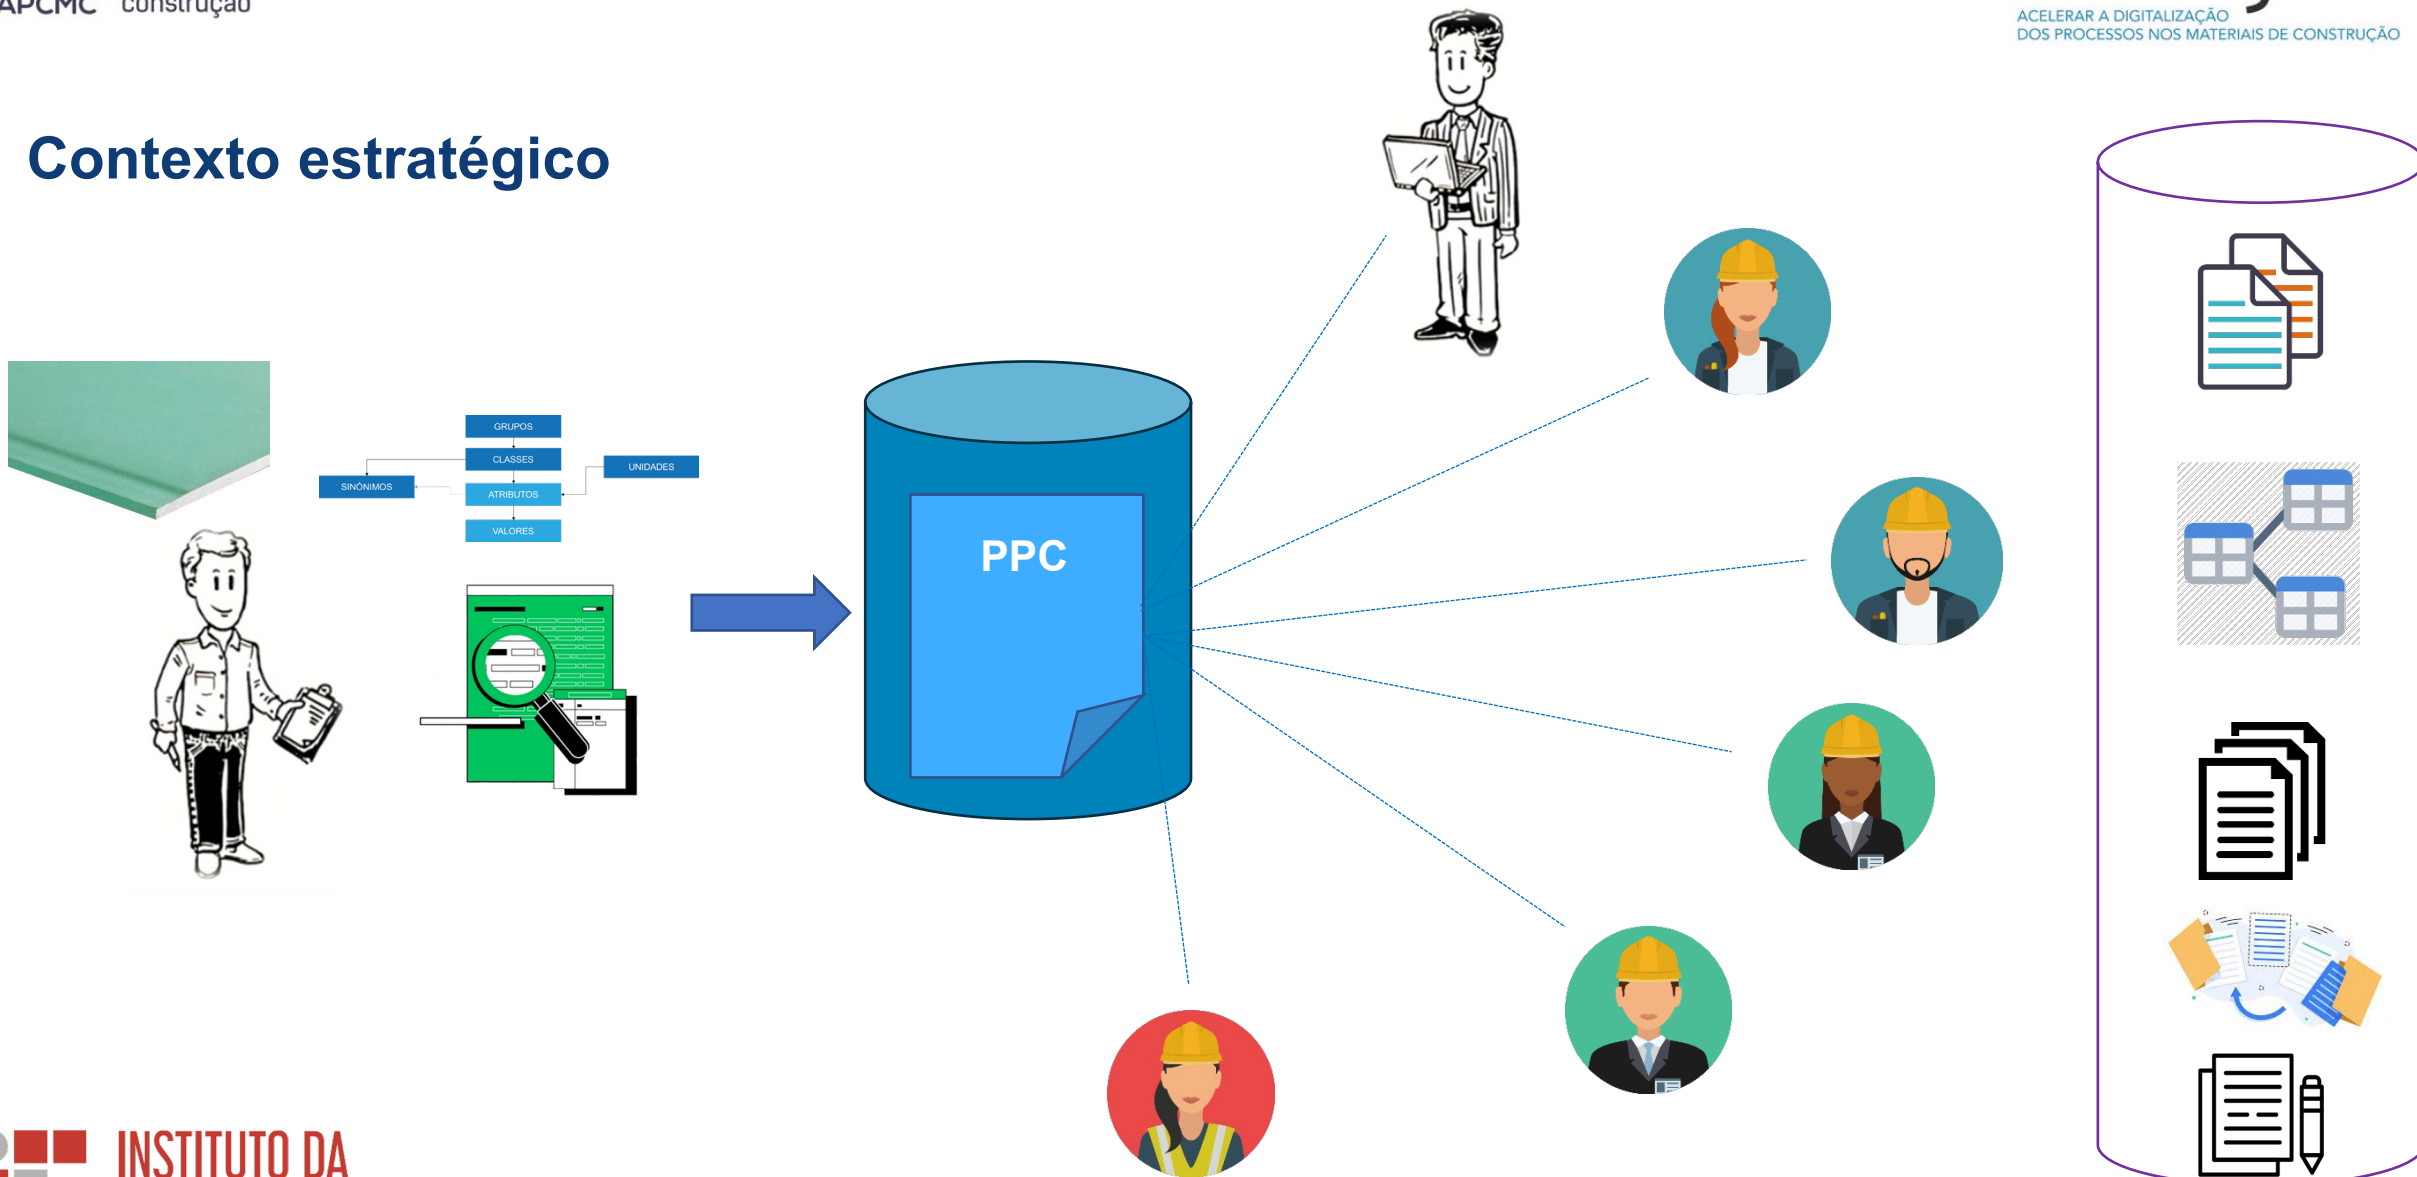 APCMC construção
ACELERAR A DIGITALIZAÇÃO
DOS PROCESSOS NOS MATERIAIS DE CONSTRUÇÃO
Contexto estratégico
GRUPOS
CLASSES
UNIDADES
SINÓNIMOS
ATRIBUTOS
VALORES
PPC
INSTITUTO DA